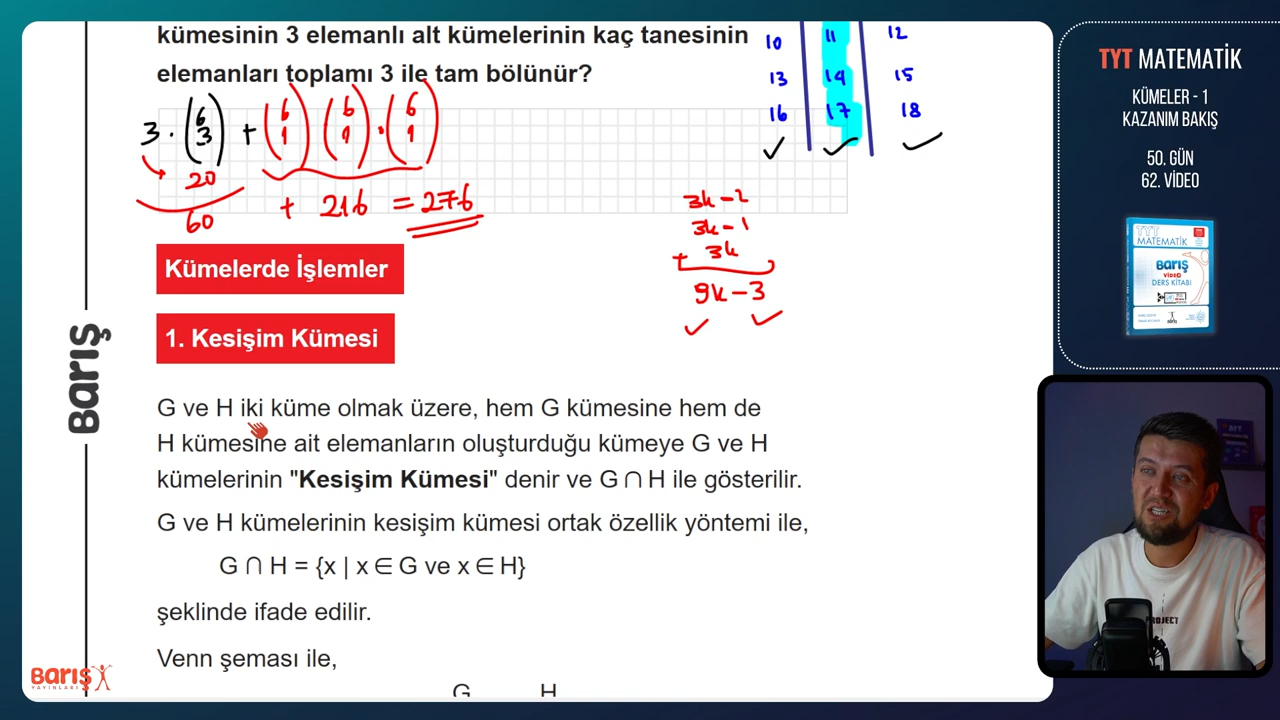 kümesinin 3 elemanlı alt kümelerinin kaç tanesinin
elemanları toplamı 3 ile tam bölünür?
10 11 12
13 14 15
16 17 18
3 · (6 3) + (6 1) (6 1) · (6 1)
20
60
+ 216 = 276
3k - 2
3k - 1
+ 3k
9k - 3
Kümelerde İşlemler
1. Kesişim Kümesi
G ve H iki küme olmak üzere, hem G kümesine hem de
H kümesine ait elemanların oluşturduğu kümeye G ve H
kümelerinin "Kesişim Kümesi" denir ve G ∩ H ile gösterilir.
G ve H kümelerinin kesişim kümesi ortak özellik yöntemi ile,
G ∩ H = {x | x ∈ G ve x ∈ H}
şeklinde ifade edilir.
Venn şeması ile,
G H
Barış
BARIŞ
YAYINLARI
TYT MATEMATİK
KÜMELER - 1
KAZANIM BAKIŞ
50. GÜN
62. VİDEO
TYT
MATEMATİK
BARIŞ
VİDEO
DERS KİTABI
PROJECT